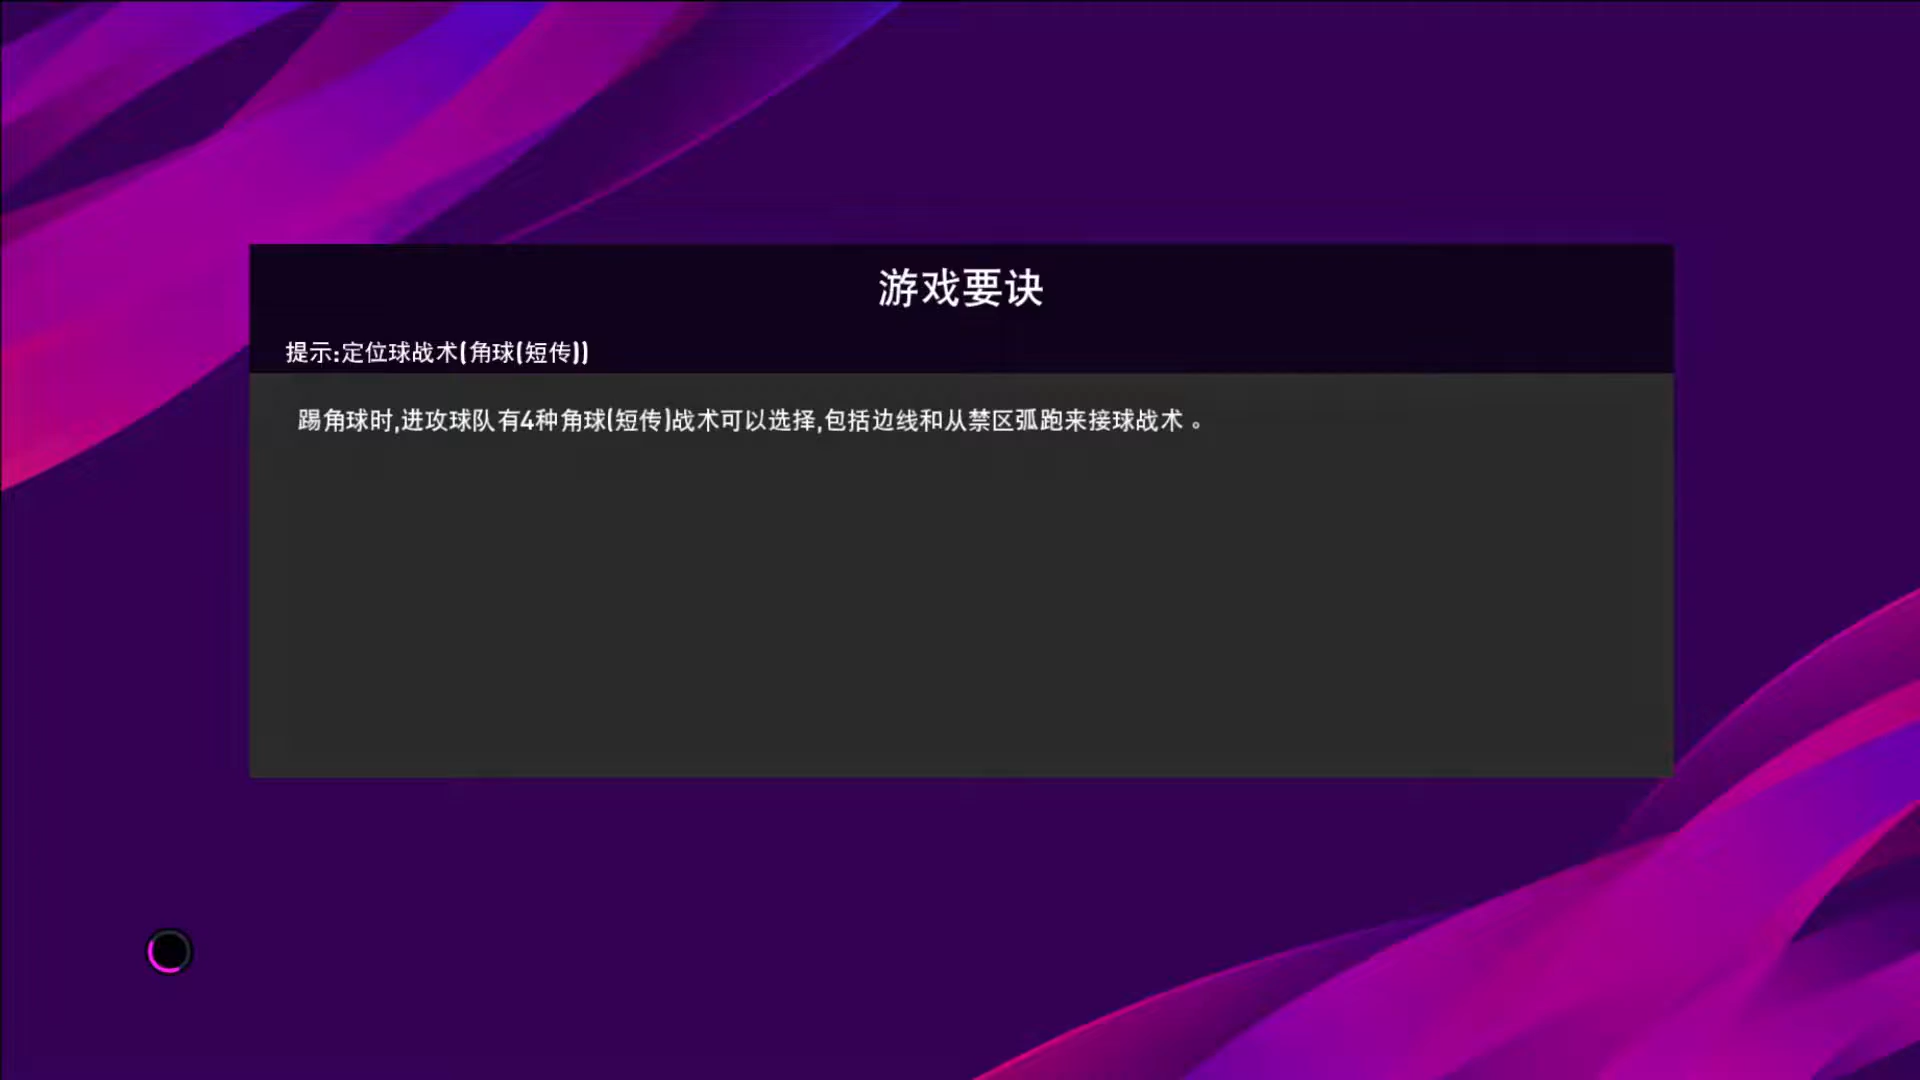 游戏要诀
提示:定位球战术(角球(短传))
踢角球时,进攻球队有4种角球(短传)战术可以选择,包括边线和从禁区弧跑来接球战术。